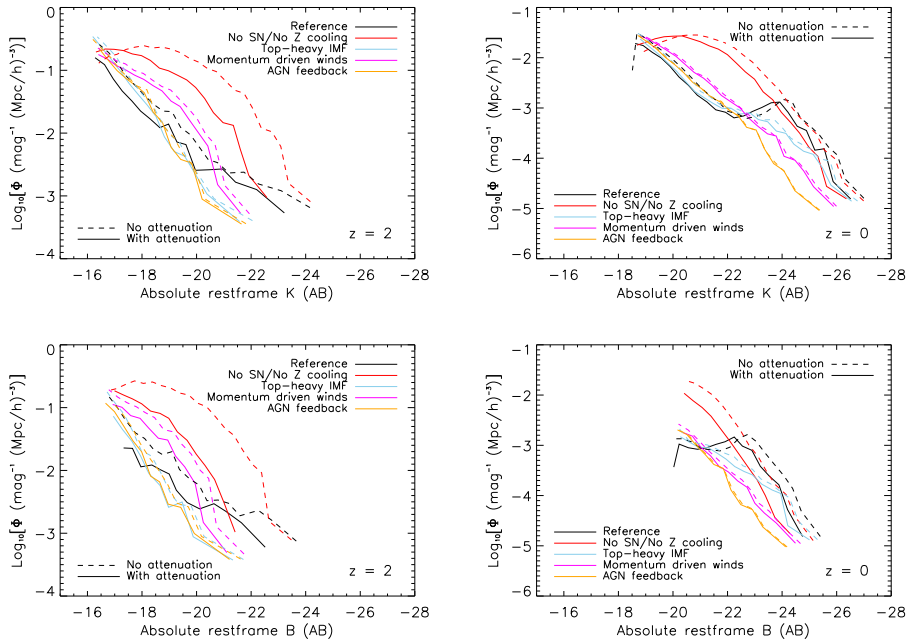 0
−1
−2
−3
−4
Log₁₀[Φ (mag⁻¹ (Mpc/h)⁻³)]
Reference
No SN/No Z cooling
Top−heavy IMF
Momentum driven winds
AGN feedback
No attenuation
With attenuation
z = 2
−16 −18 −20 −22 −24 −26 −28
Absolute restframe K (AB)
−1
−2
−3
−4
−5
−6
Log₁₀[Φ (mag⁻¹ (Mpc/h)⁻³)]
No attenuation
With attenuation
Reference
No SN/No Z cooling
Top−heavy IMF
Momentum driven winds
AGN feedback
z = 0
−16 −18 −20 −22 −24 −26 −28
Absolute restframe K (AB)
0
−1
−2
−3
−4
Log₁₀[Φ (mag⁻¹ (Mpc/h)⁻³)]
Reference
No SN/No Z cooling
Top−heavy IMF
Momentum driven winds
AGN feedback
No attenuation
With attenuation
z = 2
−16 −18 −20 −22 −24 −26 −28
Absolute restframe B (AB)
−1
−2
−3
−4
−5
−6
Log₁₀[Φ (mag⁻¹ (Mpc/h)⁻³)]
No attenuation
With attenuation
Reference
No SN/No Z cooling
Top−heavy IMF
Momentum driven winds
AGN feedback
z = 0
−16 −18 −20 −22 −24 −26 −28
Absolute restframe B (AB)